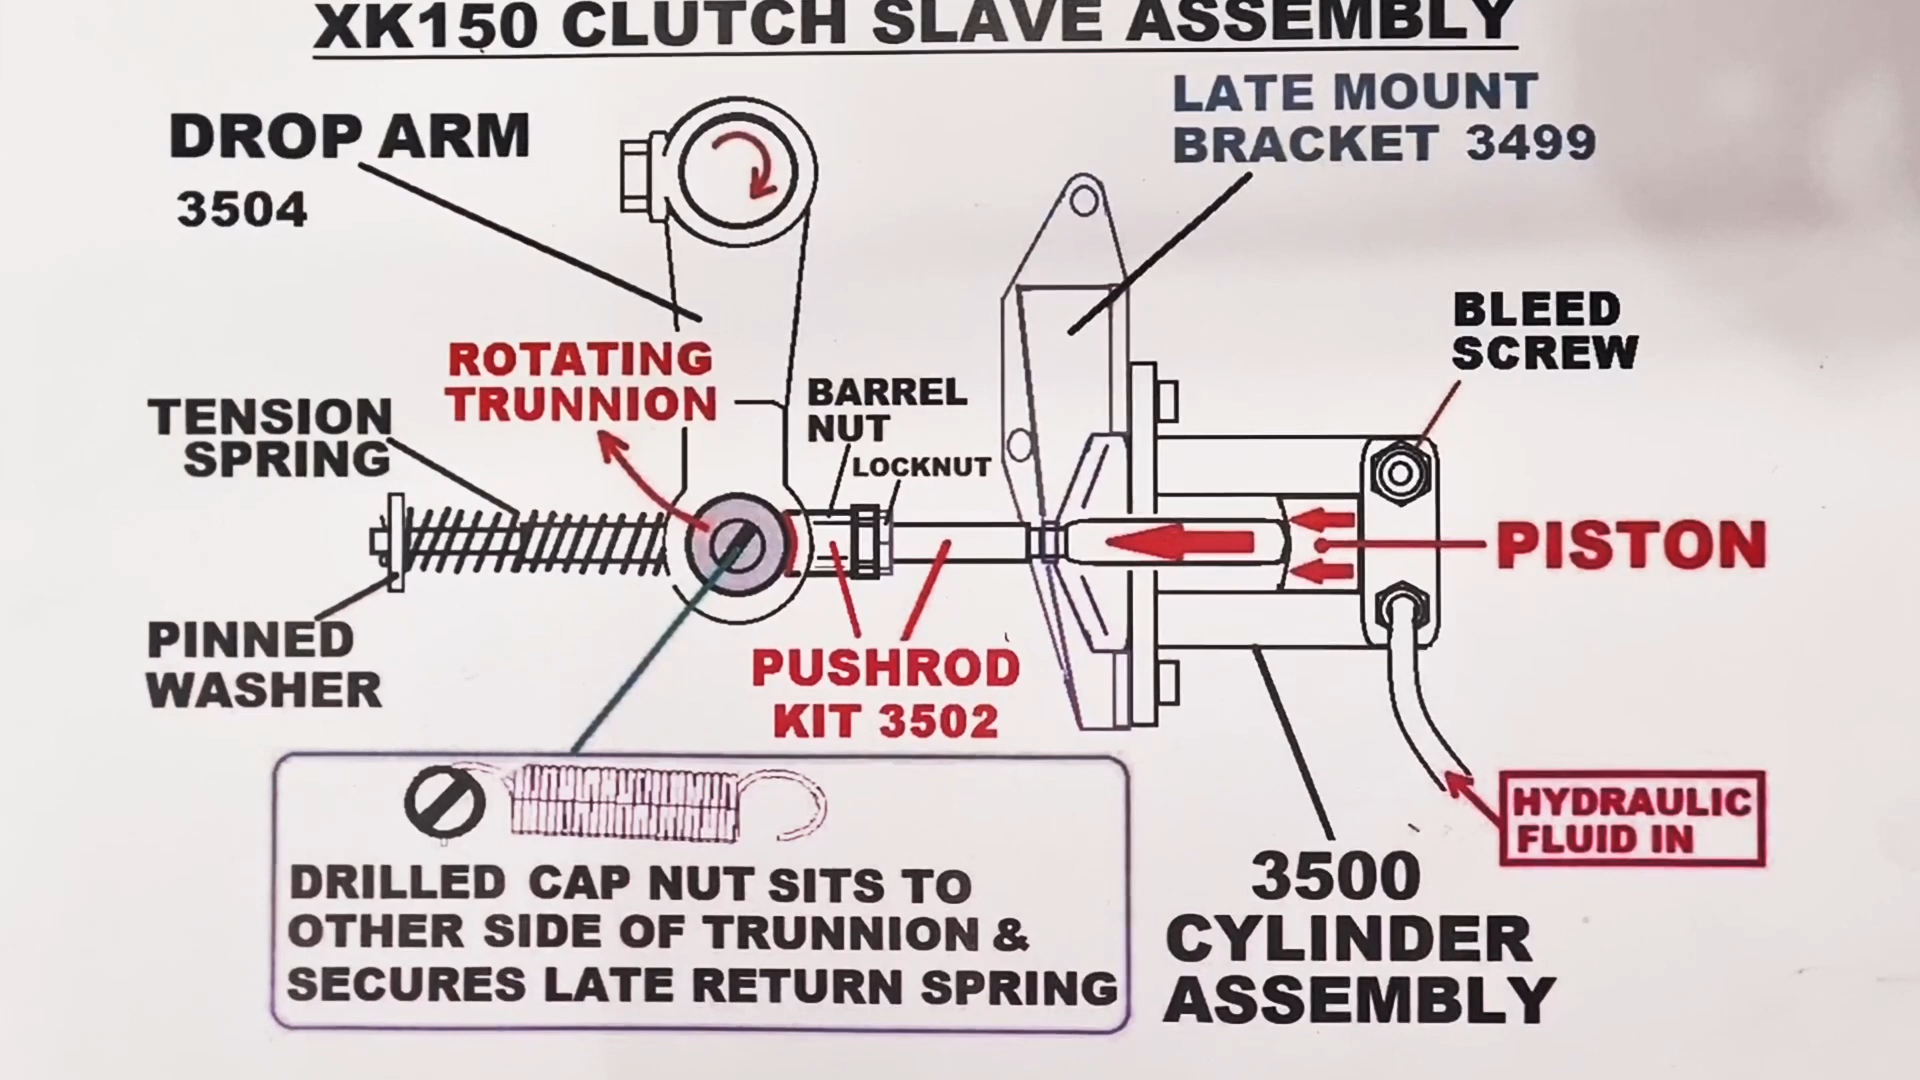 XK150 CLUTCH SLAVE ASSEMBLY
LATE MOUNT
BRACKET 3499
DROP ARM
3504
BLEED
SCREW
ROTATING
TRUNNION
BARREL
NUT
LOCKNUT
TENSION
SPRING
PISTON
PINNED
WASHER
PUSHROD
KIT 3502
HYDRAULIC
FLUID IN
DRILLED CAP NUT SITS TO
OTHER SIDE OF TRUNNION &
SECURES LATE RETURN SPRING
3500
CYLINDER
ASSEMBLY